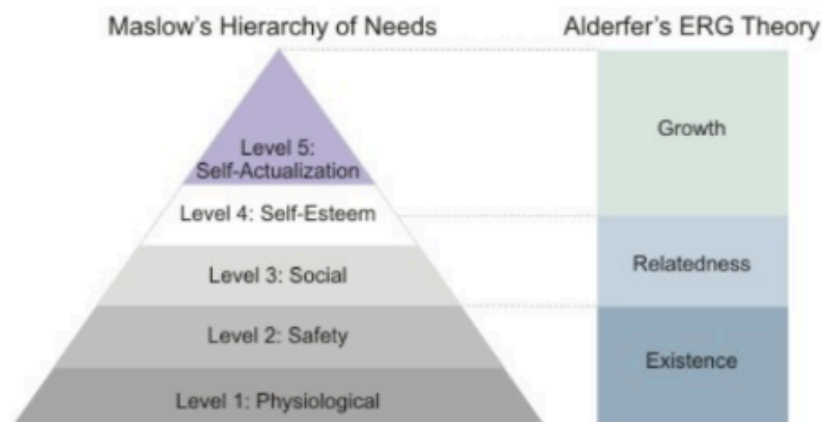 Maslow's Hierarchy of Needs
Alderfer's ERG Theory
Level 5:
Self-Actualization
Level 4: Self-Esteem
Level 3: Social
Level 2: Safety
Level 1: Physiological
Growth
Relatedness
Existence